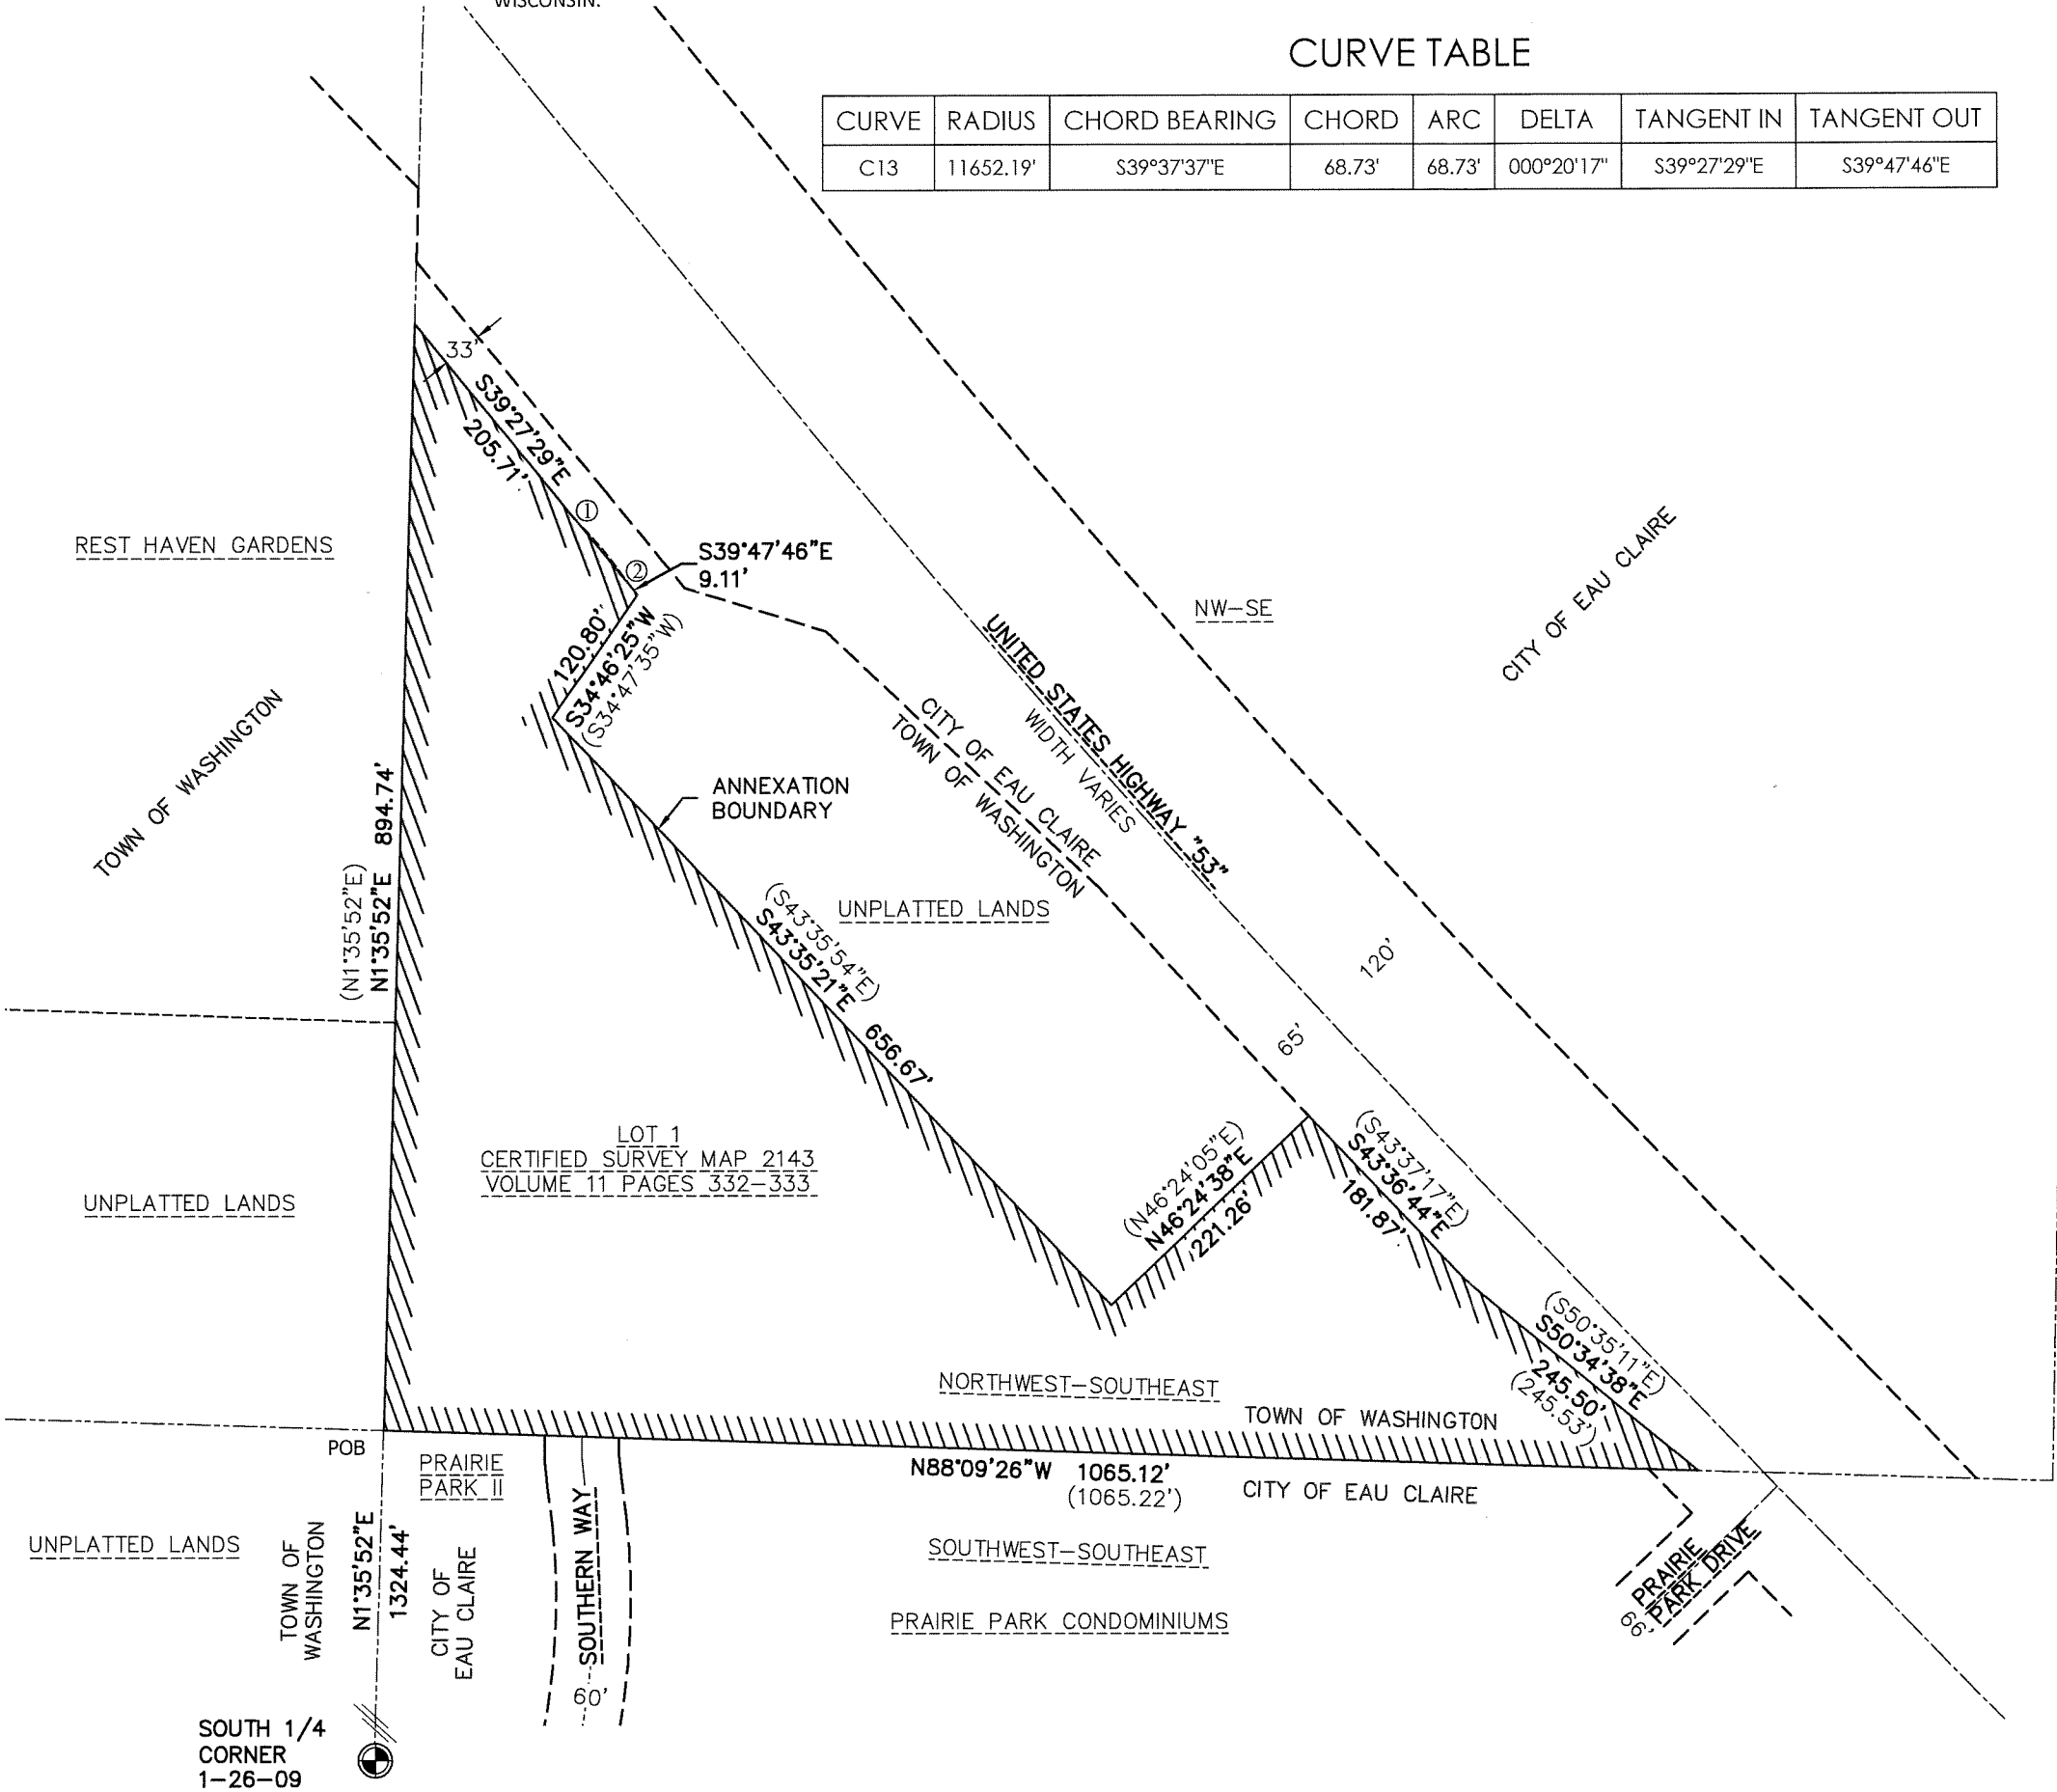 WISCONSIN.
CURVE TABLE
CURVE RADIUS CHORD BEARING CHORD ARC DELTA TANGENT IN TANGENT OUT
C13 11652.19' S39°37'37"E 68.73' 68.73' 000°20'17" S39°27'29"E S39°47'46"E
33'
S39°27'29"E
205.71'
①
②
S39°47'46"E
9.11'
120.80'
S34°46'25"W
(S34°47'35"W)
REST HAVEN GARDENS
NW-SE
CITY OF EAU CLAIRE
UNITED STATES HIGHWAY "53"
WIDTH VARIES
CITY OF EAU CLAIRE
TOWN OF WASHINGTON
TOWN OF WASHINGTON
ANNEXATION
BOUNDARY
(N1°35'52"E)
N1°35'52"E 894.74'
UNPLATTED LANDS
(S43°35'54"E)
S43°35'21"E 656.67'
120'
65'
LOT 1
CERTIFIED SURVEY MAP 2143
VOLUME 11 PAGES 332-333
UNPLATTED LANDS
(N46°24'05"E)
N46°24'38"E
221.26'
(S43°37'17"E)
S43°36'44"E
181.87'
(S50°35'11"E)
S50°34'38"E
245.50'
(245.53')
NORTHWEST-SOUTHEAST
TOWN OF WASHINGTON
POB
PRAIRIE
PARK II
N88°09'26"W 1065.12'
(1065.22')
CITY OF EAU CLAIRE
UNPLATTED LANDS
TOWN OF
WASHINGTON
N1°35'52"E
1324.44'
CITY OF
EAU CLAIRE
SOUTHERN WAY
60'
SOUTHWEST-SOUTHEAST
PRAIRIE PARK CONDOMINIUMS
PRAIRIE
PARK DRIVE
66'
SOUTH 1/4
CORNER
1-26-09